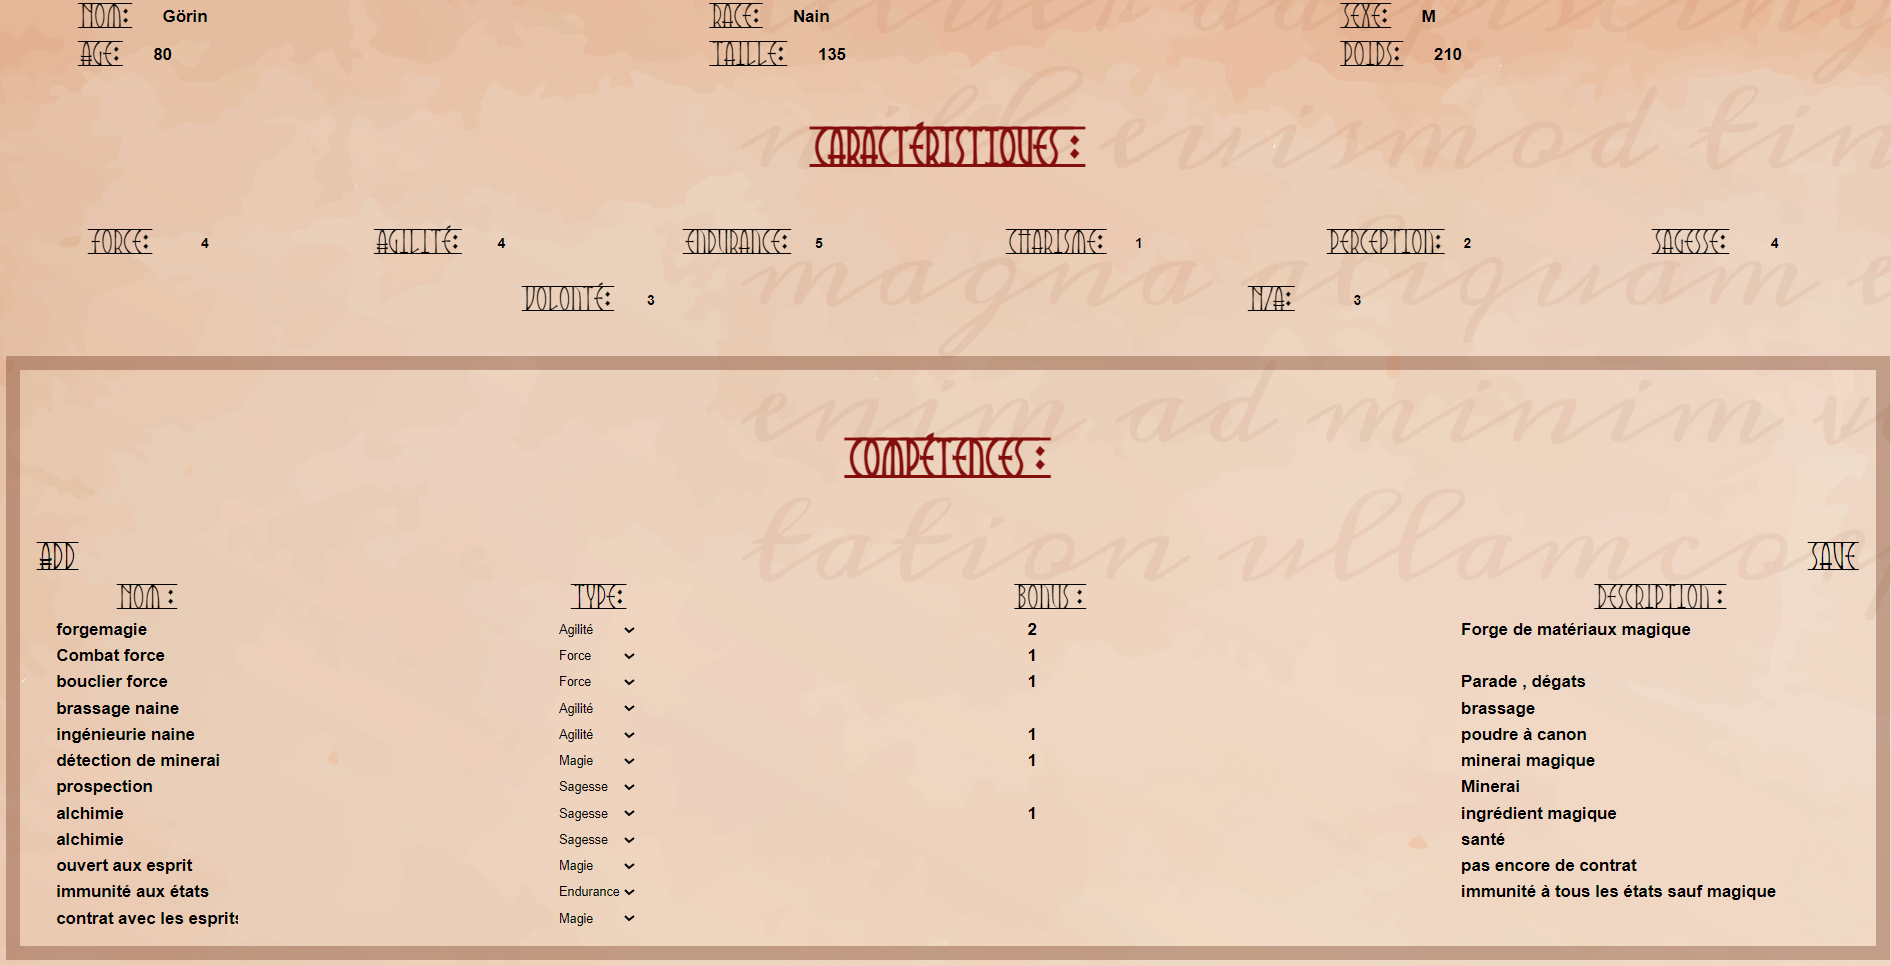 NOM: Görin RACE: Nain SEXE: M
AGE: 80 TAILLE: 135 POIDS: 210
CARACTÉRISTIQUES :
FORCE: 4 AGILITÉ: 4 ENDURANCE: 5 CHARISME: 1 PERCEPTION: 2 SAGESSE: 4
VOLONTÉ: 3 N/A: 3
COMPÉTENCES :
ADD SAVE
NOM : TYPE: BONUS : DESCRIPTION :
forgemagie Agilité 2 Forge de matériaux magique
Combat force Force 1
bouclier force Force 1 Parade , dégats
brassage naine Agilité brassage
ingénieurie naine Agilité 1 poudre à canon
détection de minerai Magie 1 minerai magique
prospection Sagesse Minerai
alchimie Sagesse 1 ingrédient magique
alchimie Sagesse santé
ouvert aux esprit Magie pas encore de contrat
immunité aux états Endurance immunité à tous les états sauf magique
contrat avec les esprits Magie
nibh euismod tin
magna aliquam e
enim ad minim v
tation ullamcorp